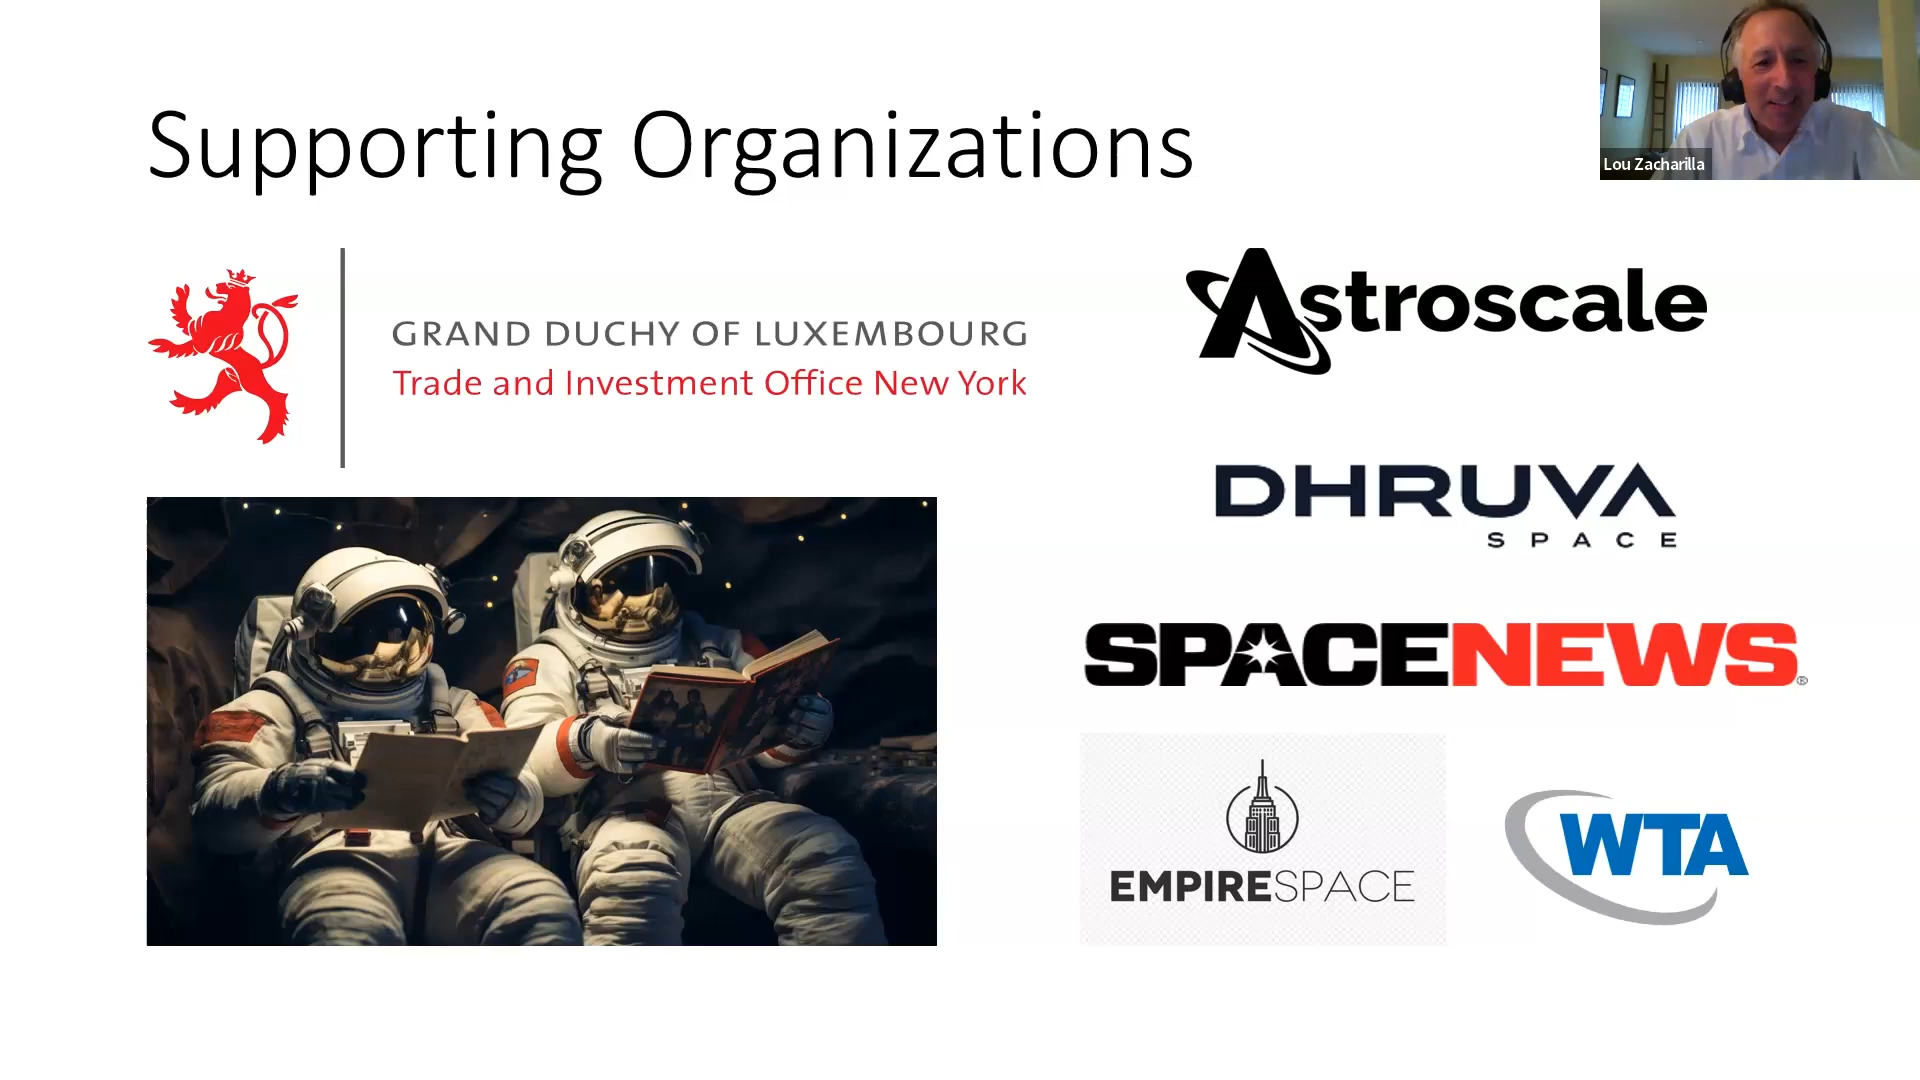 Supporting Organizations
Lou Zacharilla
GRAND DUCHY OF LUXEMBOURG
Trade and Investment Office New York
Astroscale
DHRUVA
SPACE
SPACENEWS®
EMPIRESPACE
WTA